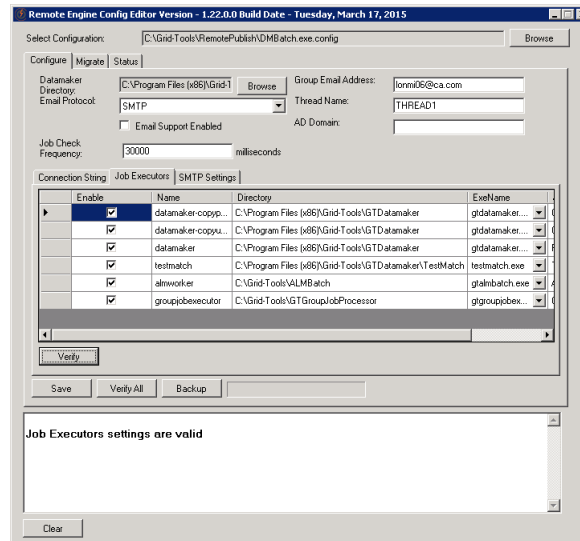 Remote Engine Config Editor Version - 1.22.0.0 Build Date - Tuesday, March 17, 2015
Select Configuration: C:\Grid-Tools\RemotePublish\DMBatch.exe.config Browse
Configure Migrate Status
Datamaker Directory: C:\Program Files (x86)\Grid-T Browse Group Email Address: lonmi06@ca.com
Email Protocol: SMTP Thread Name: THREAD1
Email Support Enabled AD Domain:
Job Check Frequency: 30000 milliseconds
Connection String Job Executors SMTP Settings
Enable Name Directory ExeName
datamaker-copyp... C:\Program Files (x86)\Grid-Tools\GTDatamaker gtdatamaker....
datamaker-copyu... C:\Program Files (x86)\Grid-Tools\GTDatamaker gtdatamaker....
datamaker C:\Program Files (x86)\Grid-Tools\GTDatamaker gtdatamaker....
testmatch C:\Program Files (x86)\Grid-Tools\GTDatamaker\TestMatch testmatch.exe
almworker C:\Grid-Tools\ALMBatch gtalmbatch.exe
groupjobexecutor C:\Grid-Tools\GTGroupJobProcessor gtgroupjobex...
Verify
Save Verify All Backup
Job Executors settings are valid
Clear